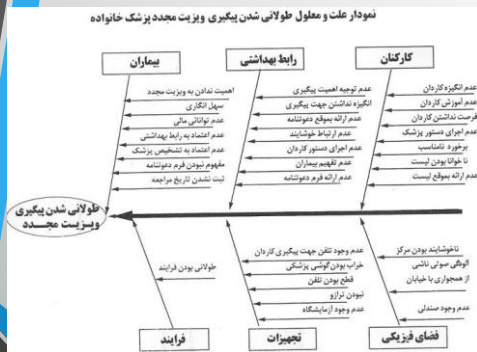 نمودار علت و معلول طولانی شدن پیگیری ویزیت مجدد پزشک خانواده
کارکنان
عدم انگیزه کاردان
عدم آموزش کاردان
فرصت نداشتن کاردان
عدم اجرای دستور پزشک
برخورد نامناسب
ناخوانا بودن لیست
عدم ارائه بموقع لیست
رابط بهداشتی
عدم توجیه اهمیت پیگیری
انگیزه نداشتن جهت پیگیری
عدم ارائه بموقع دعوتنامه
عدم ارتباط خوشایند
عدم اجرای دستور کاردان
عدم تفهیم بیماران
عدم ارائه فرم دعوتنامه
بیماران
اهمیت ندادن به ویزیت مجدد
سهل انگاری
عدم توانائی مالی
عدم اعتماد به رابط بهداشتی
عدم اعتماد به تشخیص پزشک
مفهوم نبودن فرم دعوتنامه
ثبت نشدن تاریخ مراجعه
طولانی شدن پیگیری
ویـزیـت مجـدد
ناخوشایند بودن مرکز
آلودگی صوتی ناشی
از همجواری با خیابان
عدم وجود صندلی
فضای فیزیکی
عدم وجود تلفن جهت پیگیری کاردان
خراب بودن گوشی پزشکی
قطع بودن تلفن
نبودن ترازو
عدم وجود آزمایشگاه
تجهیزات
طولانی بودن فرایند
فرایند